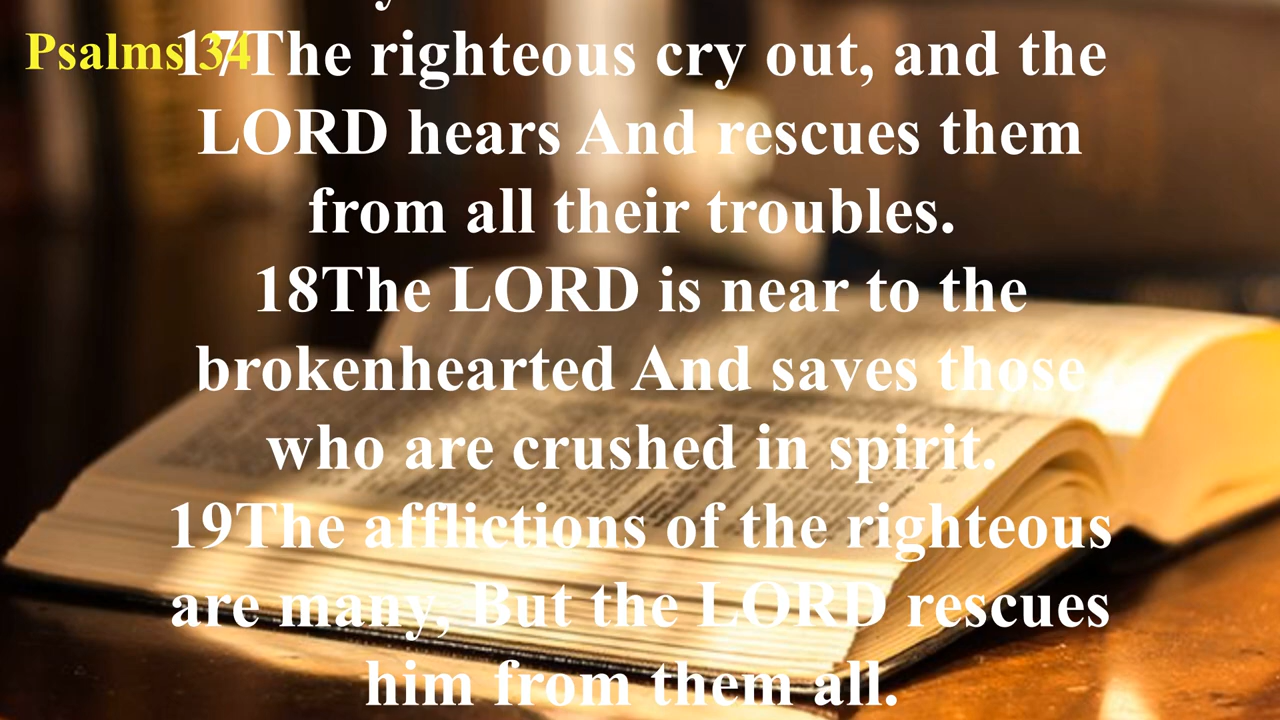 Psalms 34
17The righteous cry out, and the
LORD hears And rescues them
from all their troubles.
18The LORD is near to the
brokenhearted And saves those
who are crushed in spirit.
19The afflictions of the righteous
are many, But the LORD rescues
him from them all.